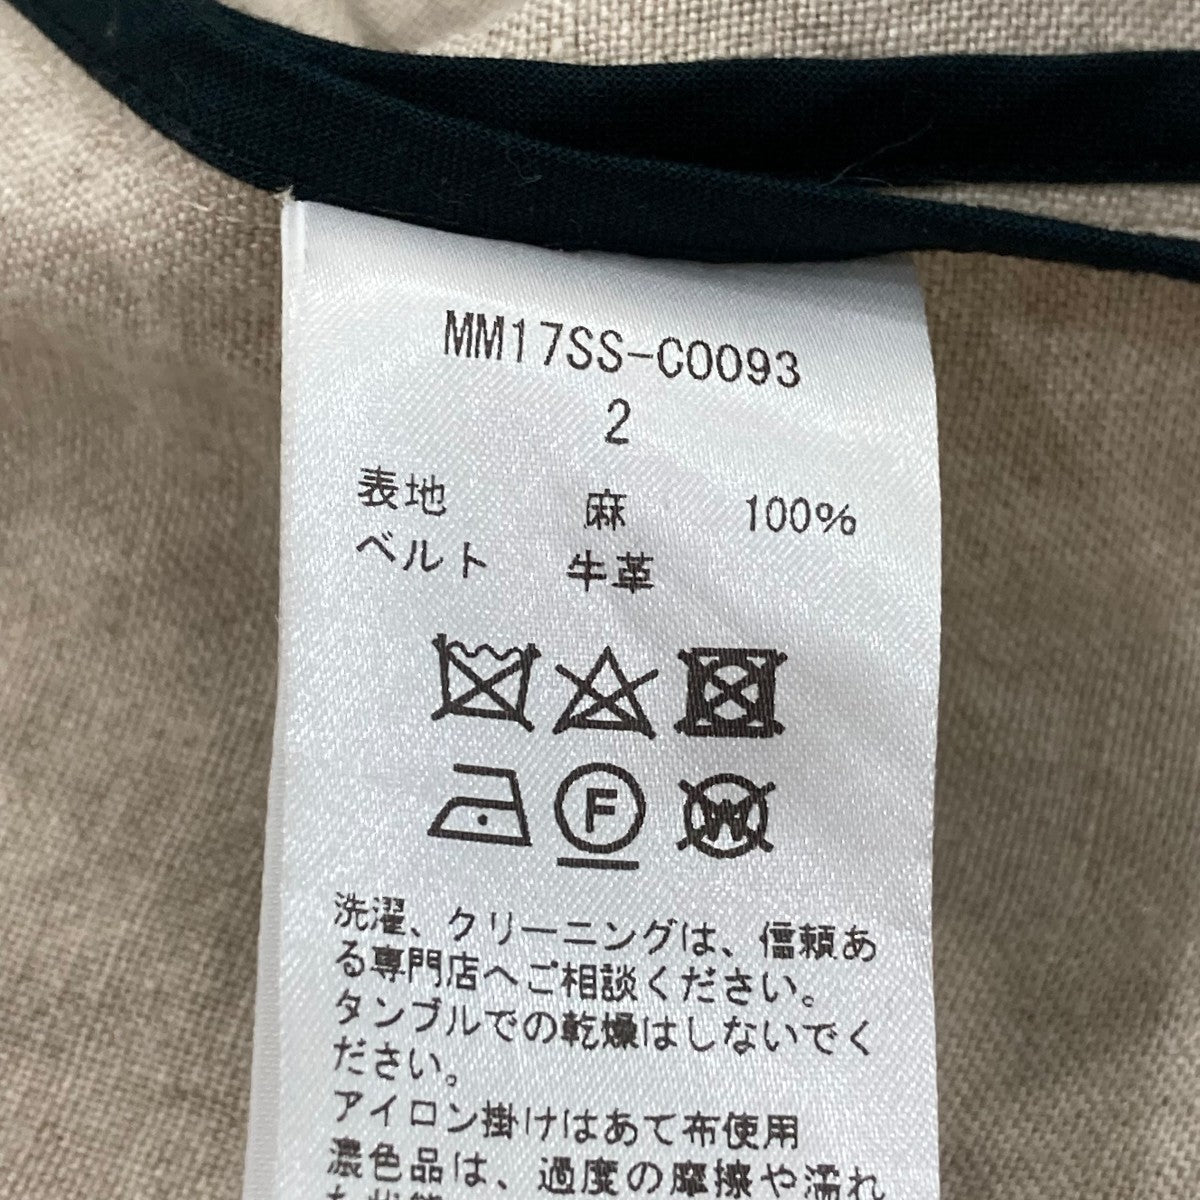 MM17SS-C0093
2
表地 麻 100%
ベルト 牛革
F
W
洗濯、クリーニングは、信頼あ
る専門店へご相談ください。
タンブルでの乾燥はしないでく
ださい。
アイロン掛けはあて布使用
濃色品は、過度の摩擦や濡れ